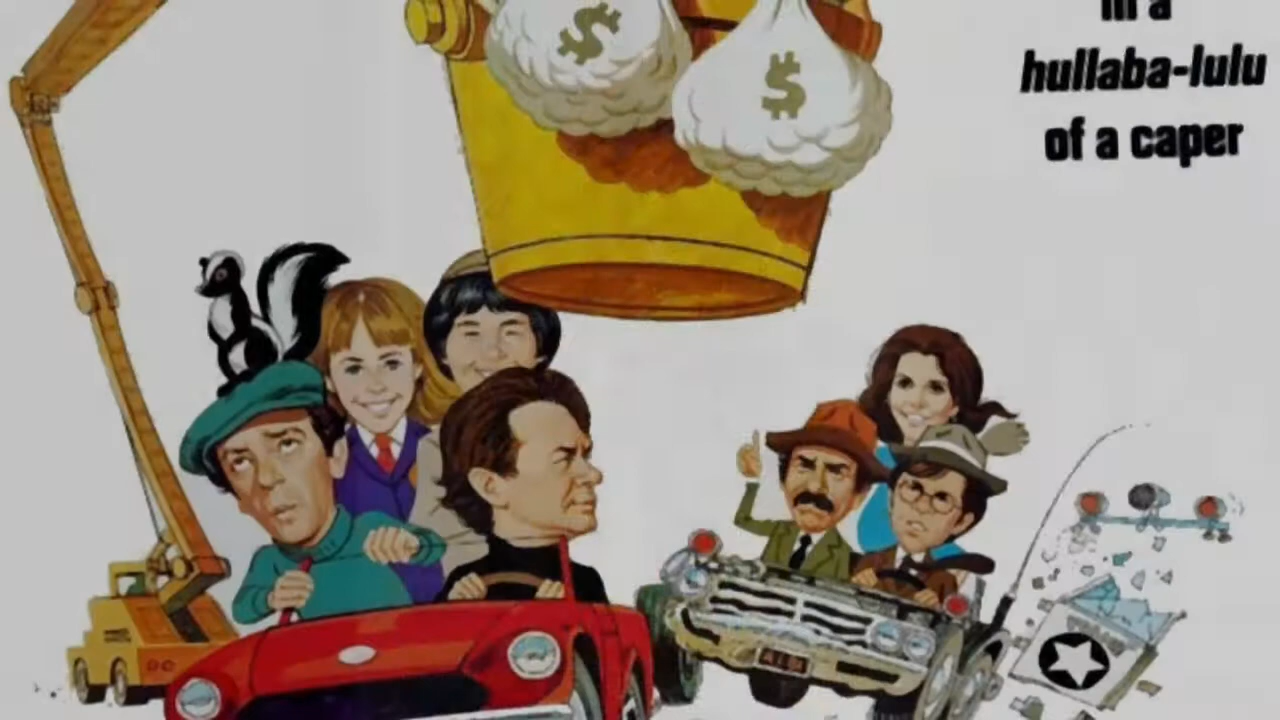 $
$
hullaba-lulu
of a caper